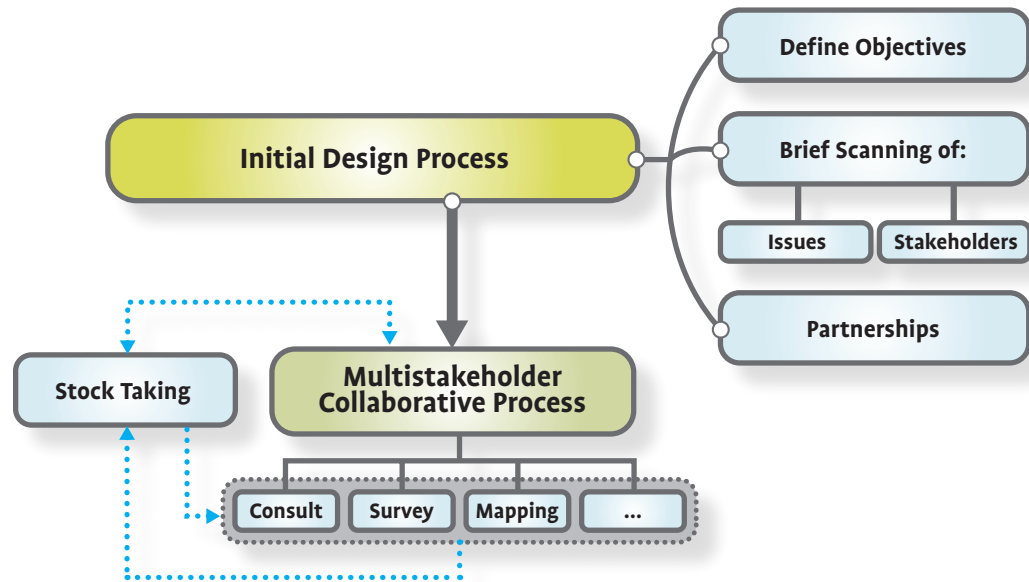 Define Objectives
Initial Design Process
Brief Scanning of:
Issues
Stakeholders
Partnerships
Stock Taking
Multistakeholder
Collaborative Process
Consult
Survey
Mapping
...